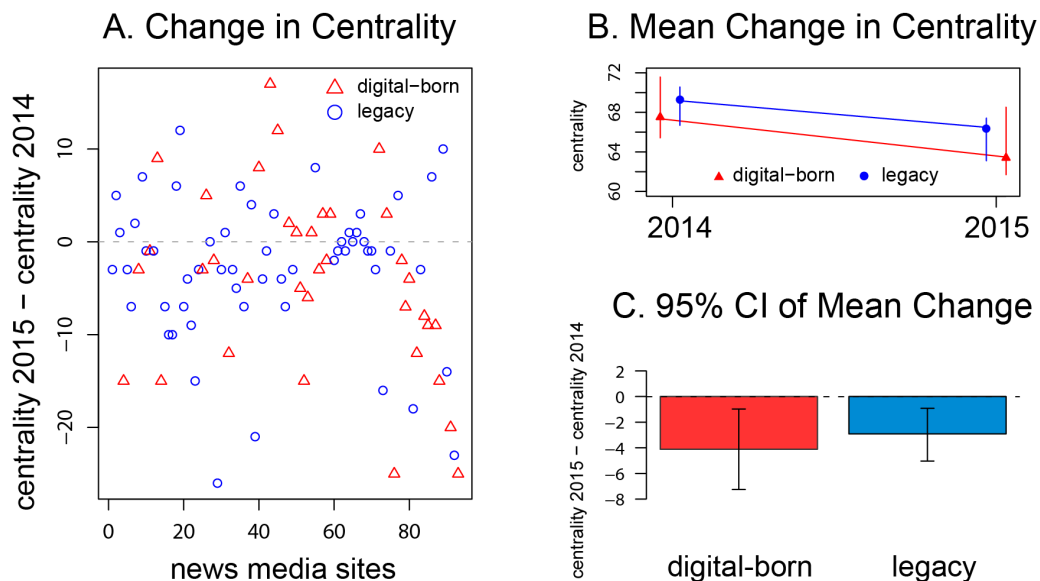 A. Change in Centrality
digital–born
legacy
centrality 2015 – centrality 2014
10
0
−10
−20
0 20 40 60 80
news media sites
B. Mean Change in Centrality
centrality
72
68
64
60
digital–born legacy
2014 2015
C. 95% CI of Mean Change
centrality 2015 – centrality 2014
2
0
−2
−4
−6
−8
digital-born legacy